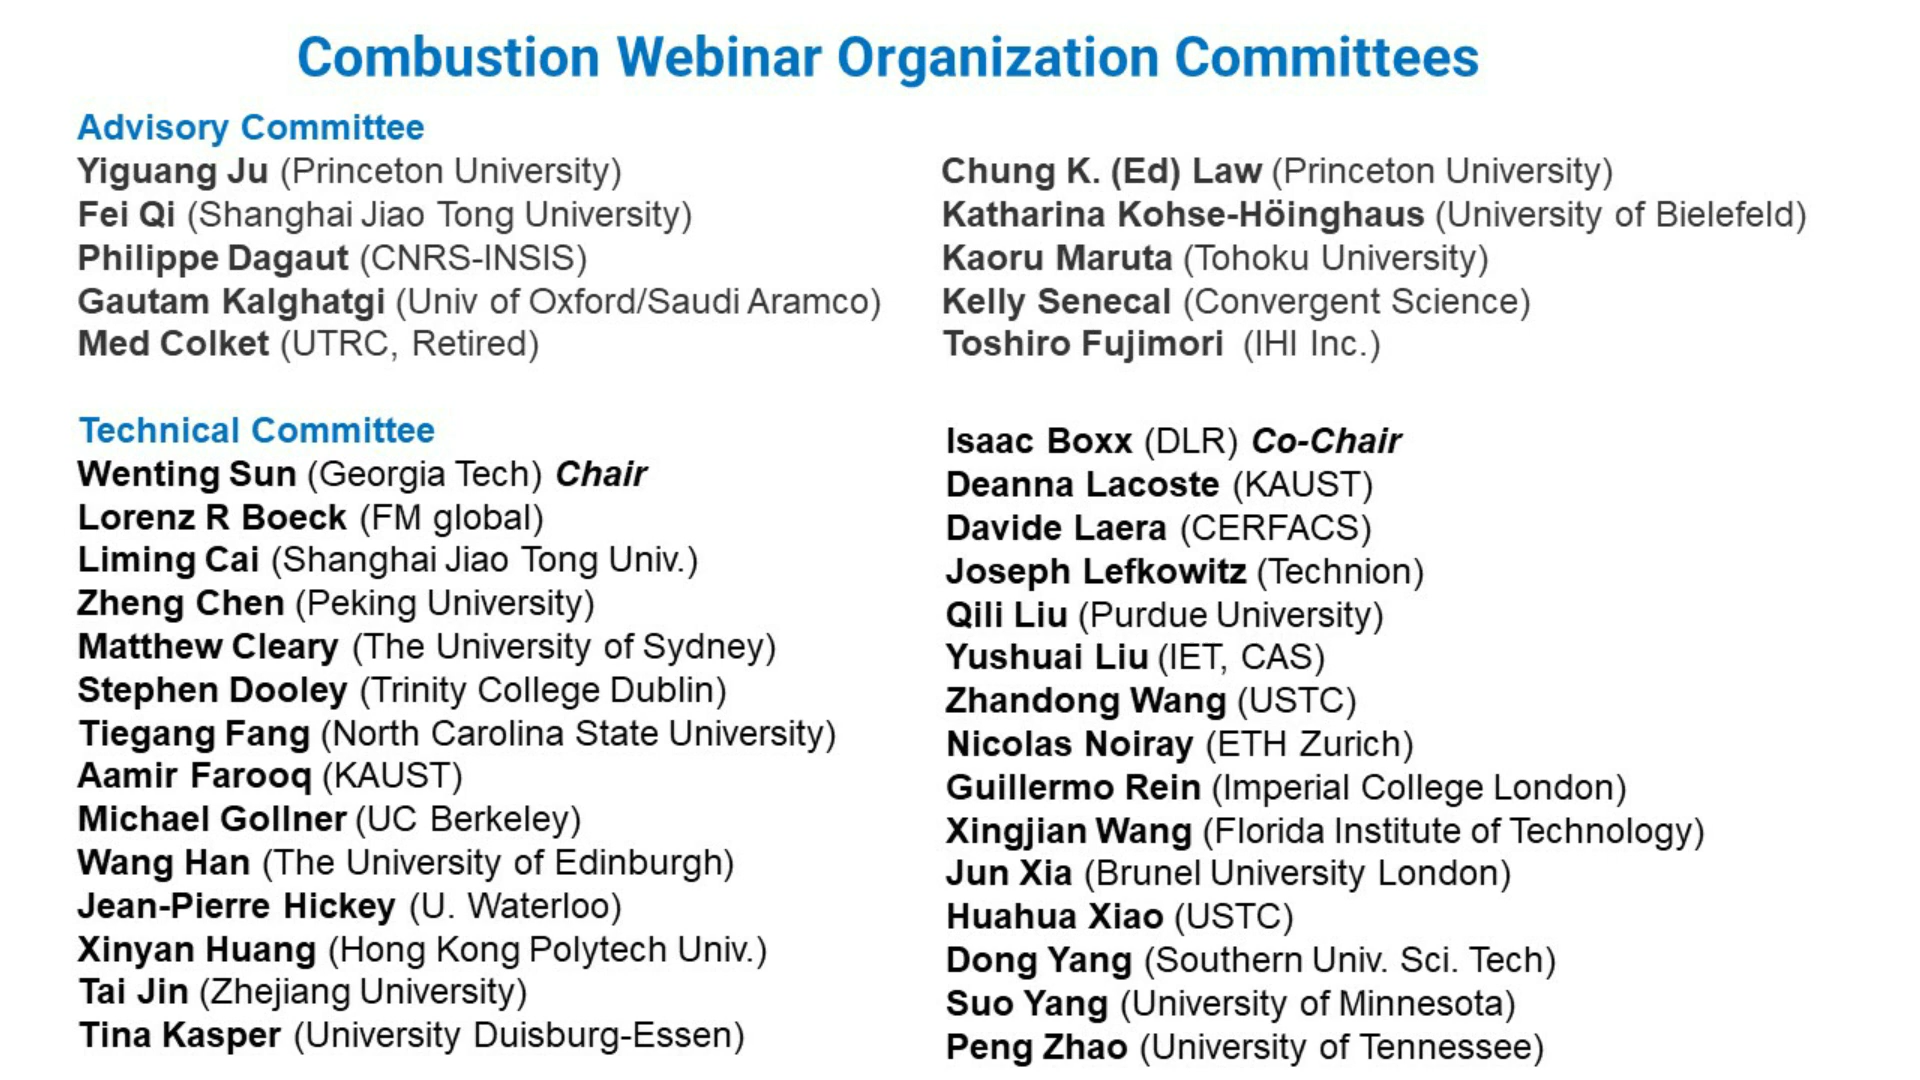 Combustion Webinar Organization Committees
Advisory Committee
Yiguang Ju (Princeton University)
Fei Qi (Shanghai Jiao Tong University)
Philippe Dagaut (CNRS-INSIS)
Gautam Kalghatgi (Univ of Oxford/Saudi Aramco)
Med Colket (UTRC, Retired)
Chung K. (Ed) Law (Princeton University)
Katharina Kohse-Höinghaus (University of Bielefeld)
Kaoru Maruta (Tohoku University)
Kelly Senecal (Convergent Science)
Toshiro Fujimori (IHI Inc.)
Technical Committee
Wenting Sun (Georgia Tech) Chair
Lorenz R Boeck (FM global)
Liming Cai (Shanghai Jiao Tong Univ.)
Zheng Chen (Peking University)
Matthew Cleary (The University of Sydney)
Stephen Dooley (Trinity College Dublin)
Tiegang Fang (North Carolina State University)
Aamir Farooq (KAUST)
Michael Gollner (UC Berkeley)
Wang Han (The University of Edinburgh)
Jean-Pierre Hickey (U. Waterloo)
Xinyan Huang (Hong Kong Polytech Univ.)
Tai Jin (Zhejiang University)
Tina Kasper (University Duisburg-Essen)
Isaac Boxx (DLR) Co-Chair
Deanna Lacoste (KAUST)
Davide Laera (CERFACS)
Joseph Lefkowitz (Technion)
Qili Liu (Purdue University)
Yushuai Liu (IET, CAS)
Zhandong Wang (USTC)
Nicolas Noiray (ETH Zurich)
Guillermo Rein (Imperial College London)
Xingjian Wang (Florida Institute of Technology)
Jun Xia (Brunel University London)
Huahua Xiao (USTC)
Dong Yang (Southern Univ. Sci. Tech)
Suo Yang (University of Minnesota)
Peng Zhao (University of Tennessee)